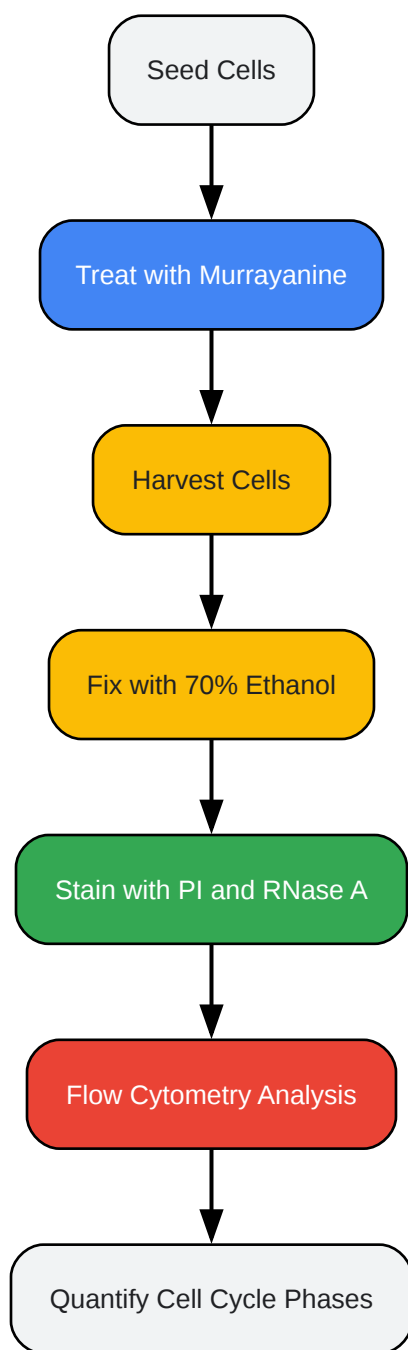 Seed Cells
Treat with Murrayanine
Harvest Cells
Fix with 70% Ethanol
Stain with PI and RNase A
Flow Cytometry Analysis
Quantify Cell Cycle Phases